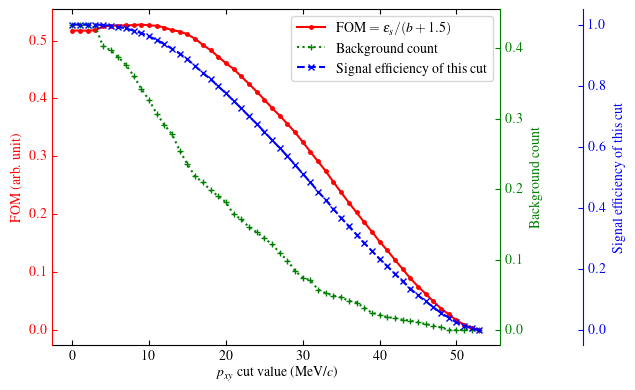 FOM = εₛ/(b + 1.5)
Background count
Signal efficiency of this cut
FOM (arb. unit)
0.5
0.4
0.3
0.2
0.1
0.0
0.4
0.3
0.2
0.1
0.0
Background count
1.0
0.8
0.6
0.4
0.2
0.0
Signal efficiency of this cut
0 10 20 30 40 50
pxy cut value (MeV/c)